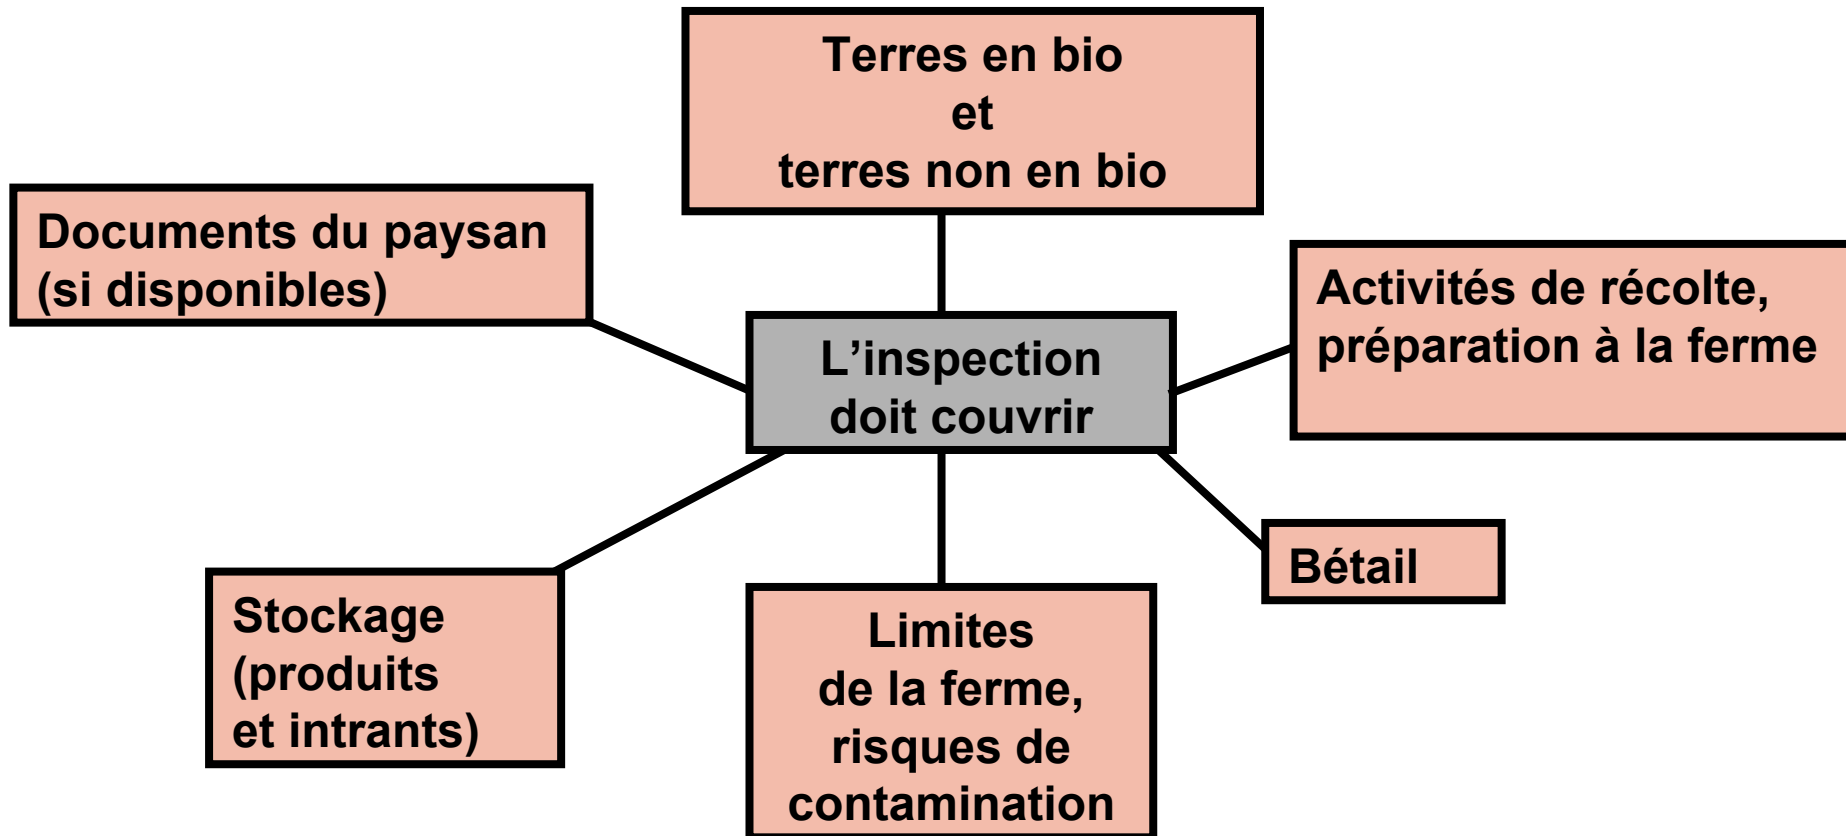 Terres en bio
et
terres non en bio
Documents du paysan
(si disponibles)
Activités de récolte,
préparation à la ferme
L’inspection
doit couvrir
Bétail
Stockage
(produits
et intrants)
Limites
de la ferme,
risques de
contamination